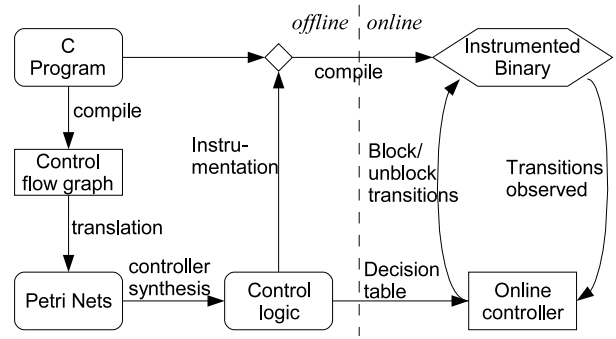 offline
online
C
Program
compile
Instrumented
Binary
compile
Control
flow graph
Instru-
mentation
Block/
unblock
transitions
Transitions
observed
translation
controller
synthesis
Decision
table
Petri Nets
Control
logic
Online
controller